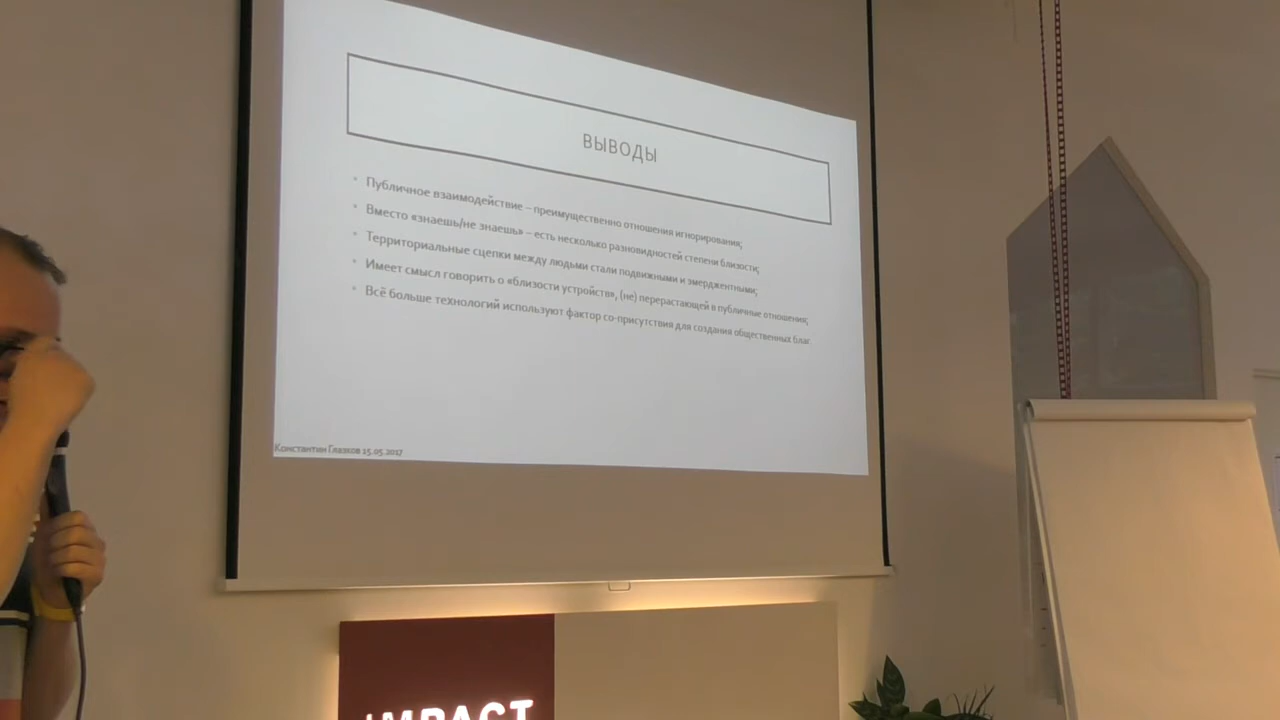 ВЫВОДЫ
Публичное взаимодействие – преимущественно отношения игнорирования;
Вместо «знаешь/не знаешь» – есть несколько разновидностей степени близости;
Территориальные сцепки между людьми стали подвижными и эмерджентными;
Имеет смысл говорить о «близости устройств», (не) перерастающей в публичные отношения;
Всё больше технологий используют фактор со-присутствия для создания общественных благ.
Константин Глазков 15.05.2017
IMPACT